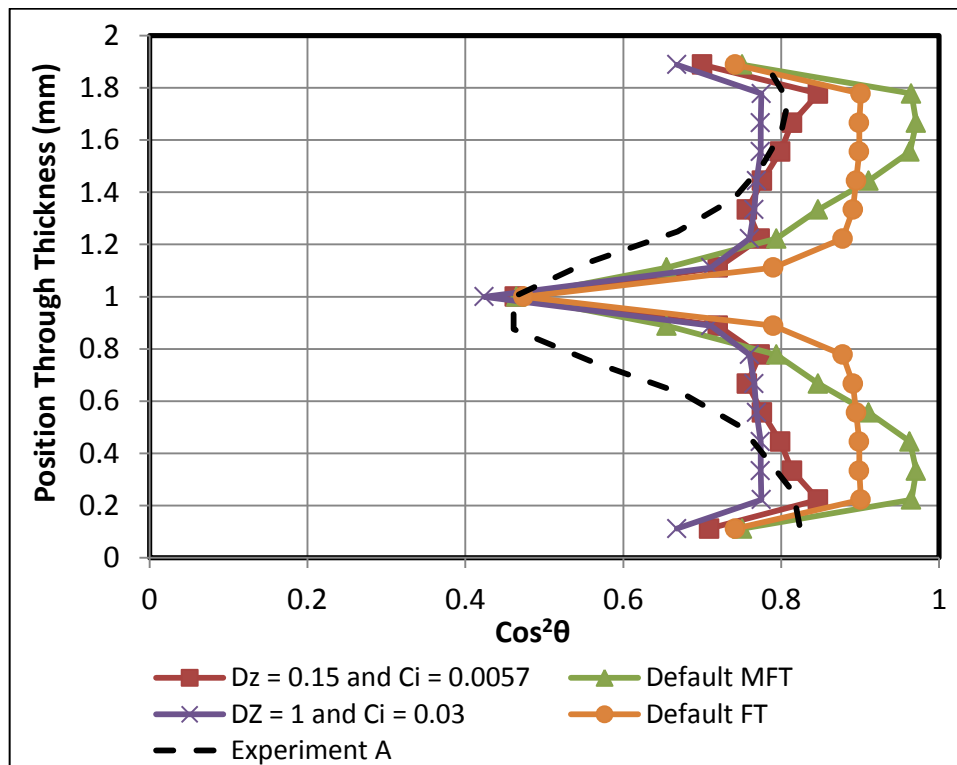 2
1.8
1.6
1.4
1.2
1
0.8
0.6
0.4
0.2
0
Position Through Thickness (mm)
0 0.2 0.4 0.6 0.8 1
Cos²θ
Dz = 0.15 and Ci = 0.0057 Default MFT
DZ = 1 and Ci = 0.03 Default FT
Experiment A